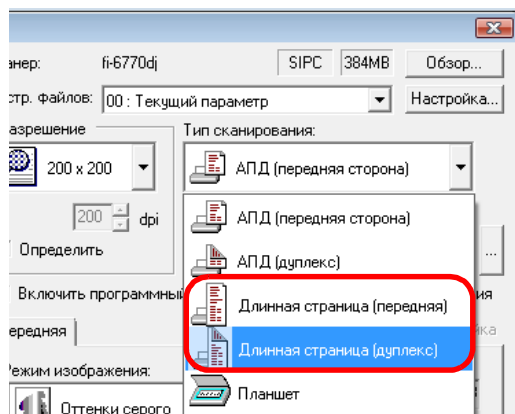 анер: fi-6770dj SIPC 384MB Обзор...
стр. файлов: 00 : Текущий параметр Настройка...
азрешение Тип сканирования:
200 x 200 АПД (передняя сторона)
200 dpi АПД (передняя сторона)
Определить АПД (дуплекс) ...
Включить программный Длинная страница (передняя) ия
ередняя Длинная страница (дуплекс) йка
Режим изображения:
Оттенки серого Планшет